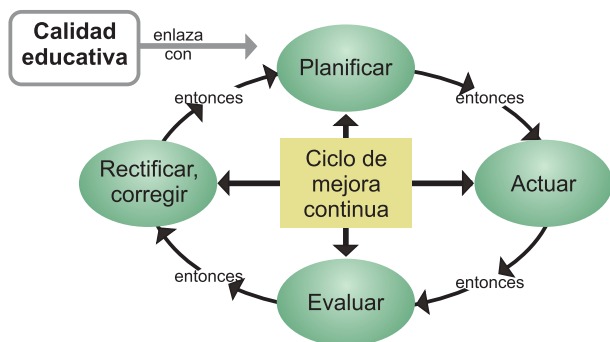 Calidad
educativa
enlaza
con
Planificar
entonces
entonces
Rectificar,
corregir
Ciclo de
mejora
continua
Actuar
entonces
entonces
Evaluar